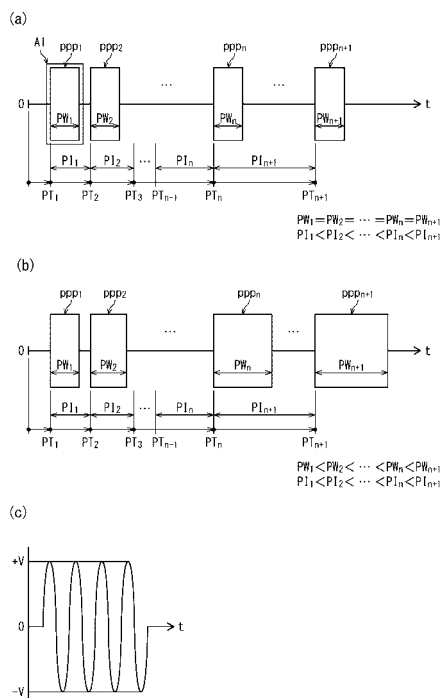 (a)
A1 ppp1 ppp2 pppn pppn+1
... ...
0 t
PW1 PW2 PWn PWn+1
PI1 PI2 ... PIn PIn+1
PT1 PT2 PT3 PTn-1 PTn PTn+1
PW1=PW2= ... =PWn=PWn+1
PI1<PI2< ... <PIn<PIn+1
(b)
ppp1 ppp2 pppn pppn+1
... ...
0 t
PW1 PW2 PWn PWn+1
PI1 PI2 ... PIn PIn+1
PT1 PT2 PT3 PTn-1 PTn PTn+1
PW1<PW2< ... <PWn<PWn+1
PI1<PI2< ... <PIn<PIn+1
(c)
+V
0 t
-V